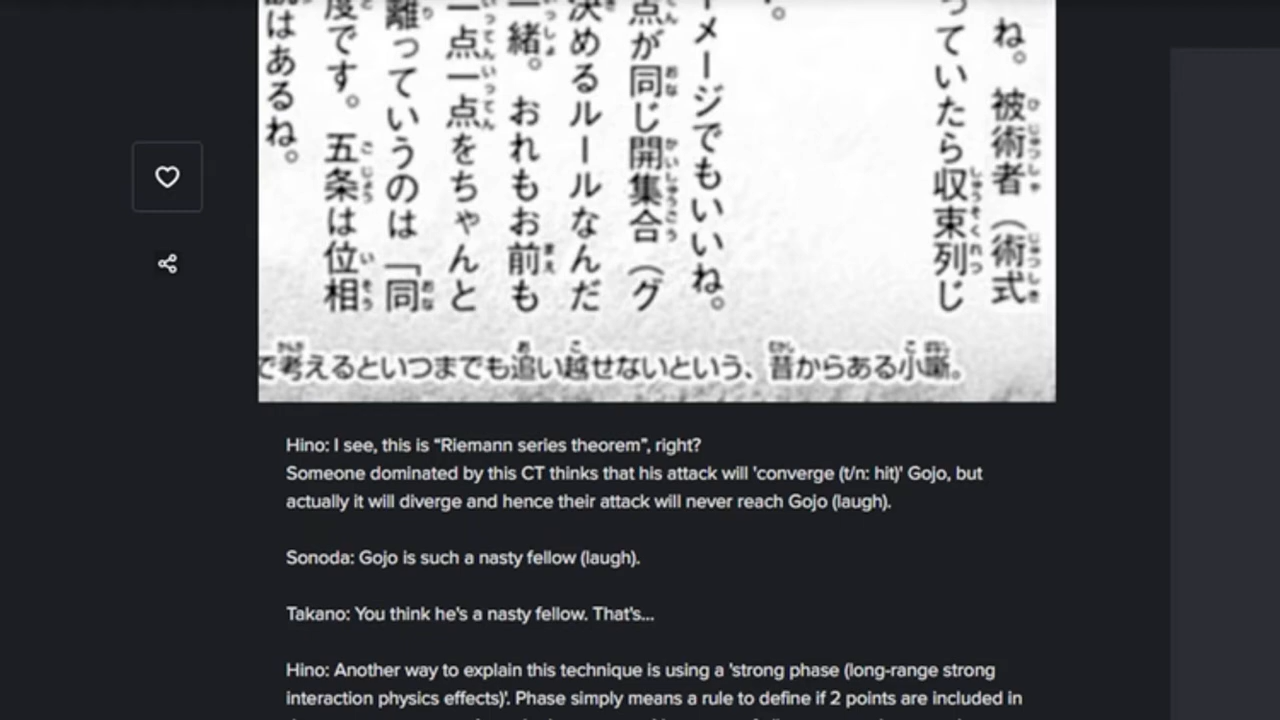 ね。被術者（術式
っていたら収束列じ
。
メージでもいいね。
点が同じ開集合（グ
決めるルールなんだ
一緒。おれもお前も
一点一点をちゃんと
離っていうのは「同
度です。五条は位相
説はあるね。
で考えるといつまでも追い越せないという、昔からある小噺。
Hino: I see, this is “Riemann series theorem”, right?
Someone dominated by this CT thinks that his attack will 'converge (t/n: hit)' Gojo, but
actually it will diverge and hence their attack will never reach Gojo (laugh).
Sonoda: Gojo is such a nasty fellow (laugh).
Takano: You think he's a nasty fellow. That's...
Hino: Another way to explain this technique is using a 'strong phase (long-range strong
interaction physics effects)'. Phase simply means a rule to define if 2 points are included in